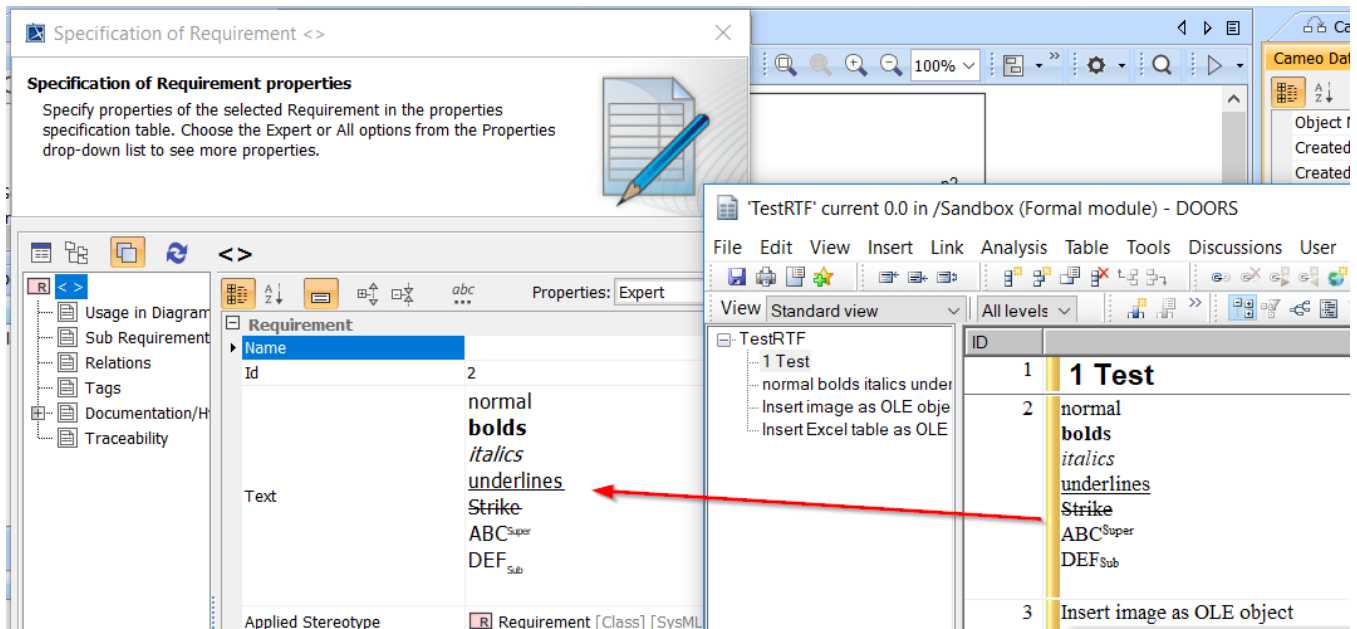 Specification of Requirement <>
Specification of Requirement properties
Specify properties of the selected Requirement in the properties
specification table. Choose the Expert or All options from the Properties
drop-down list to see more properties.
<>
R < >
Usage in Diagram
Sub Requirement
Relations
Tags
Documentation/H
Traceability
A Z
abc
Properties: Expert
Requirement
Name
Id 2
Text
normal
bolds
italics
underlines
Strike
ABCSuper
DEFSub
Applied Stereotype
R Requirement [Class] [SysML
100%
Ca
Cameo Dat
A Z
Object
Created
Created
'TestRTF' current 0.0 in /Sandbox (Formal module) - DOORS
File Edit View Insert Link Analysis Table Tools Discussions User
View Standard view All levels
TestRTF
1 Test
normal bolds italics under
Insert image as OLE obje
Insert Excel table as OLE
ID
1 1 Test
2 normal
bolds
italics
underlines
Strike
ABCSuper
DEFSub
3 Insert image as OLE object